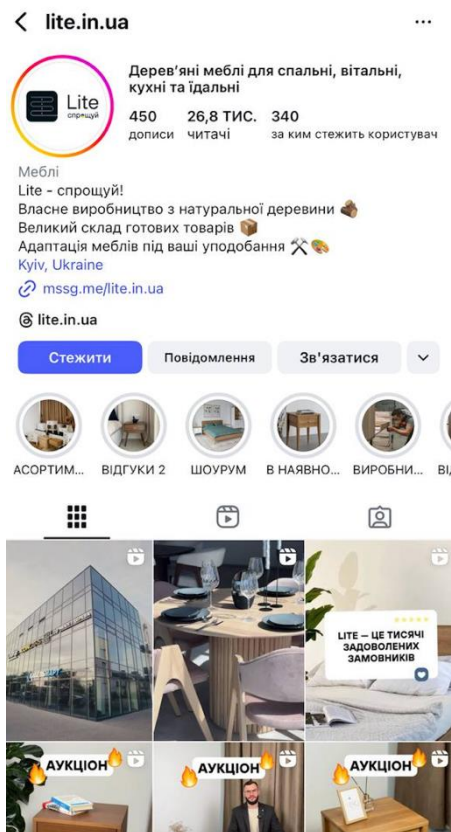 lite.in.ua
Lite
спрощуй
Дерев’яні меблі для спальні, вітальні,
кухні та їдальні
450
26,8 ТИС.
340
дописи
читачі
за ким стежить користувач
Меблі
Lite - спрощуй!
Власне виробництво з натуральної деревини
Великий склад готових товарів
Адаптація меблів під ваші уподобання
Kyiv, Ukraine
mssg.me/lite.in.ua
lite.in.ua
Стежити
Повідомлення
Зв'язатися
АСОРТИМ...
ВІДГУКИ 2
ШОУРУМ
В НАЯВНО...
ВИРОБНИ...
LITE — ЦЕ ТИСЯЧІ
ЗАДОВОЛЕНИХ
ЗАМОВНИКІВ
АУКЦІОН
АУКЦІОН
АУКЦІОН